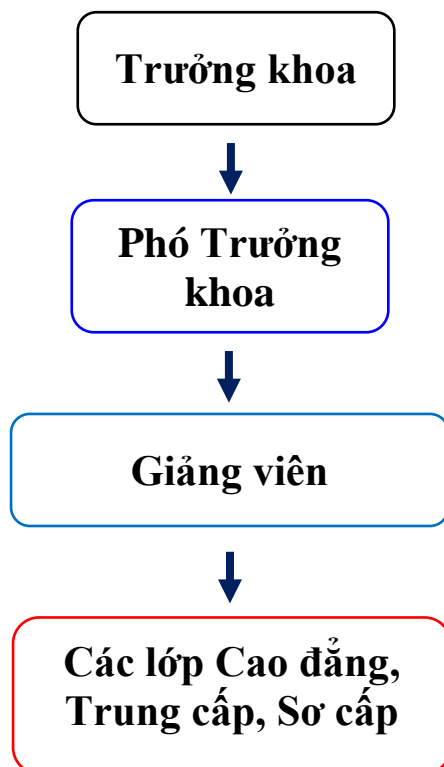 Trưởng khoa
Phó Trưởng
khoa
Giảng viên
Các lớp Cao đẳng,
Trung cấp, Sơ cấp